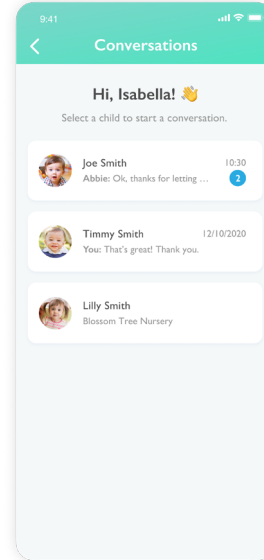 9:41
Conversations
Hi, Isabella! 👋
Select a child to start a conversation.
Joe Smith 10:30
Abbie: Ok, thanks for letting ... 2
Timmy Smith 12/10/2020
You: That's great! Thank you.
Lilly Smith
Blossom Tree Nursery